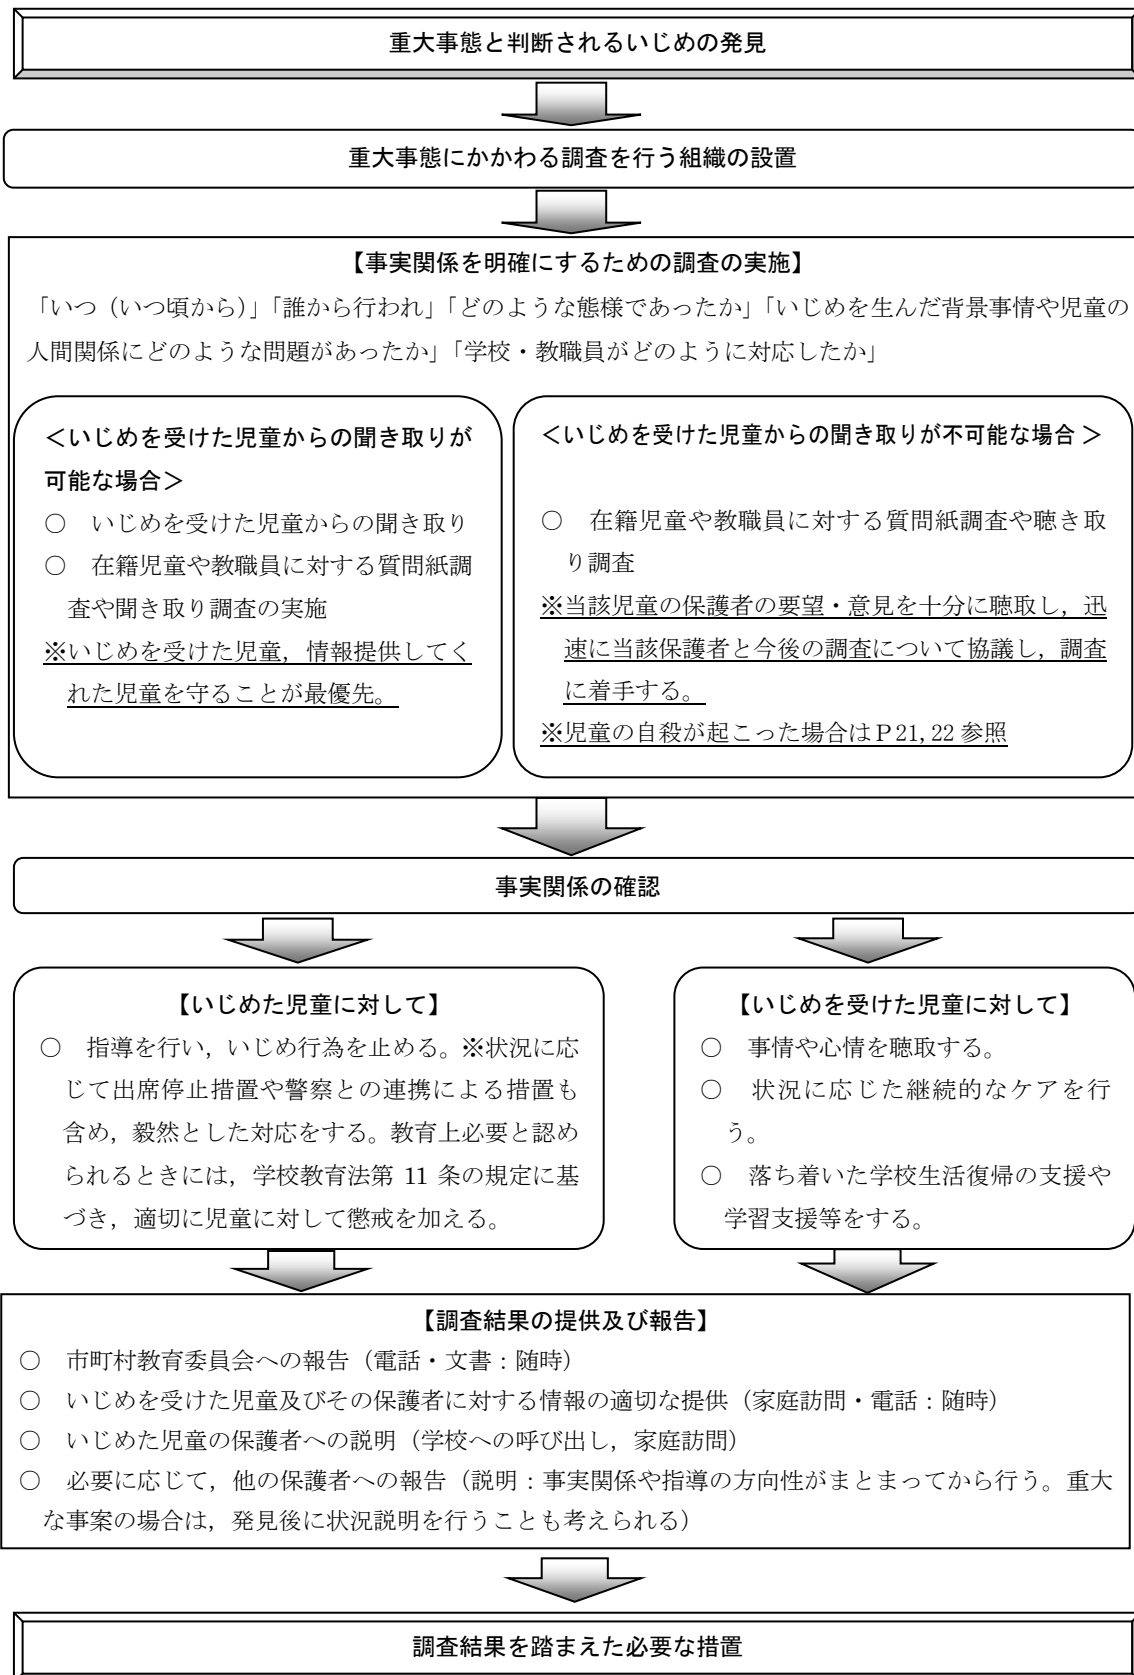 重大事態と判断されるいじめの発見
重大事態にかかわる調査を行う組織の設置
【事実関係を明確にするための調査の実施】
「いつ（いつ頃から）」「誰から行われ」「どのような態様であったか」「いじめを生んだ背景事情や児童の
人間関係にどのような問題があったか」「学校・教職員がどのように対応したか」
＜いじめを受けた児童からの聞き取りが
可能な場合＞
○　いじめを受けた児童からの聞き取り
○　在籍児童や教職員に対する質問紙調
査や聞き取り調査の実施
※いじめを受けた児童，情報提供してく
れた児童を守ることが最優先。
＜いじめを受けた児童からの聞き取りが不可能な場合＞
○　在籍児童や教職員に対する質問紙調査や聴き取
り調査
※当該児童の保護者の要望・意見を十分に聴取し，迅
速に当該保護者と今後の調査について協議し，調査
に着手する。
※児童の自殺が起こった場合はＰ21,22 参照
事実関係の確認
【いじめた児童に対して】
○　指導を行い，いじめ行為を止める。※状況に応
じて出席停止措置や警察との連携による措置も
含め，毅然とした対応をする。教育上必要と認め
られるときには，学校教育法第 11 条の規定に基
づき，適切に児童に対して懲戒を加える。
【いじめを受けた児童に対して】
○　事情や心情を聴取する。
○　状況に応じた継続的なケアを行
う。
○　落ち着いた学校生活復帰の支援や
学習支援等をする。
【調査結果の提供及び報告】
○　市町村教育委員会への報告（電話・文書：随時）
○　いじめを受けた児童及びその保護者に対する情報の適切な提供（家庭訪問・電話：随時）
○　いじめた児童の保護者への説明（学校への呼び出し，家庭訪問）
○　必要に応じて，他の保護者への報告（説明：事実関係や指導の方向性がまとまってから行う。重大
な事案の場合は，発見後に状況説明を行うことも考えられる）
調査結果を踏まえた必要な措置